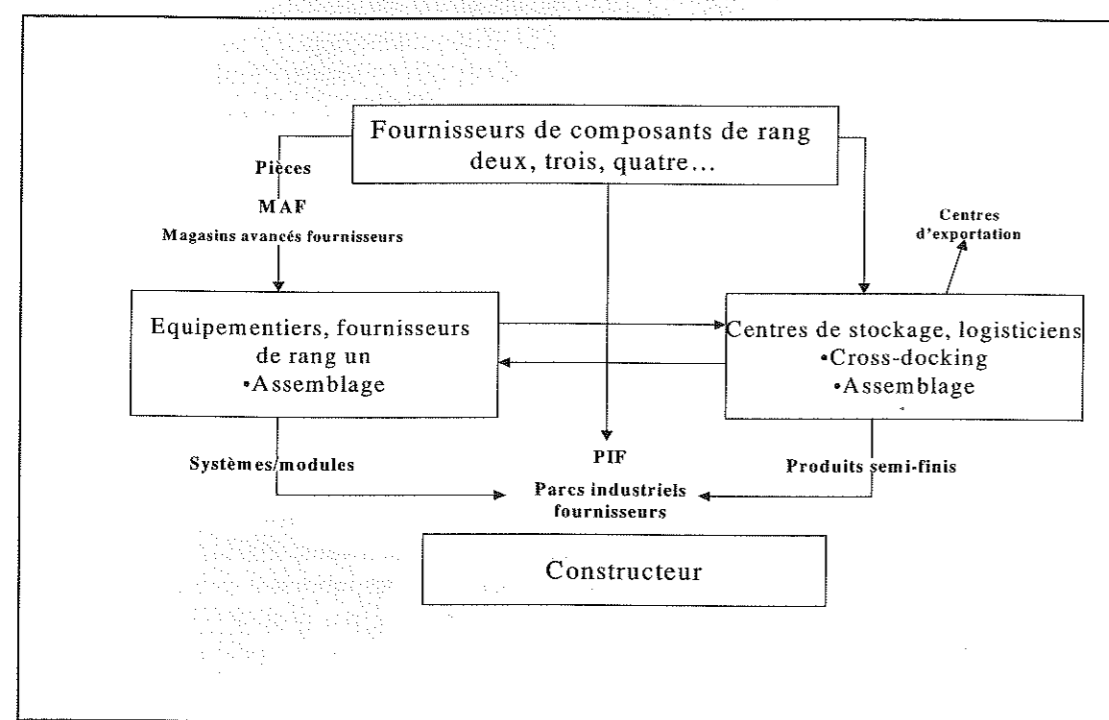 Fournisseurs de composants de rang
deux, trois, quatre...
Pièces
MAF
Magasins avancés fournisseurs
Centres
d'exportation
Equipementiers, fournisseurs
de rang un
•Assemblage
Centres de stockage, logisticiens
•Cross-docking
•Assemblage
Systèmes/modules
PIF
Parcs industriels
fournisseurs
Produits semi-finis
Constructeur